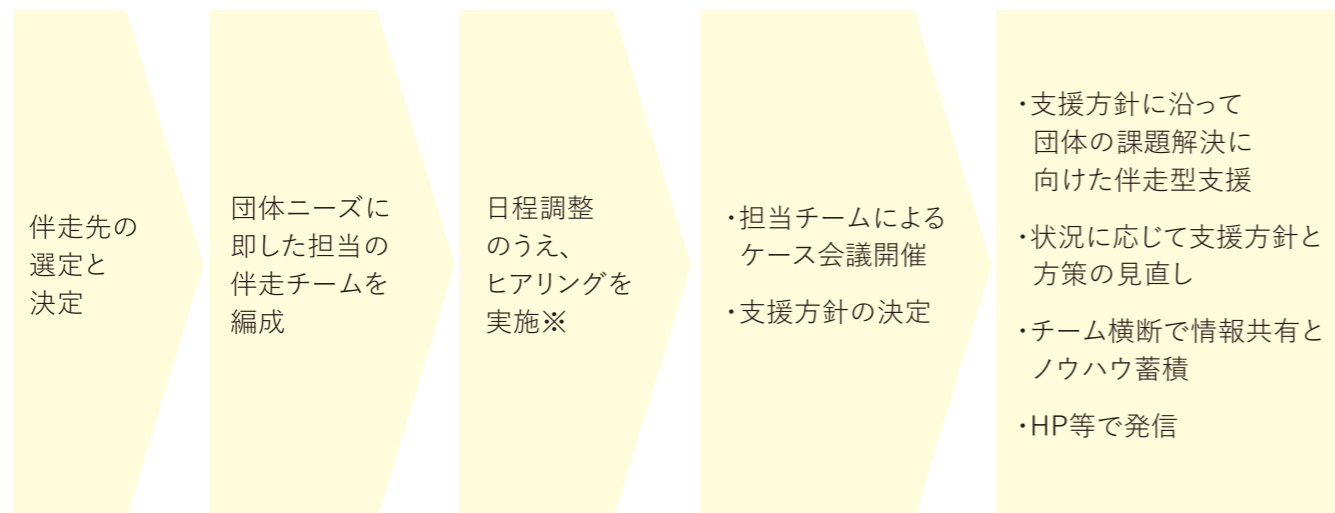 伴走先の
選定と
決定
団体ニーズに
即した担当の
伴走チームを
編成
日程調整
のうえ、
ヒアリングを
実施※
・担当チームによる
ケース会議開催
・支援方針の決定
・支援方針に沿って
団体の課題解決に
向けた伴走型支援
・状況に応じて支援方針と
方策の見直し
・チーム横断で情報共有と
ノウハウ蓄積
・HP等で発信